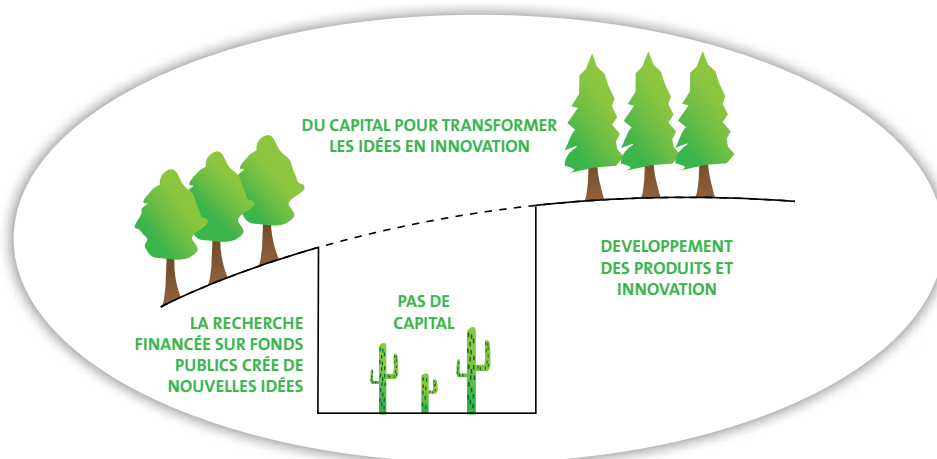 DU CAPITAL POUR TRANSFORMER
LES IDÉES EN INNOVATION
LA RECHERCHE
FINANCÉE SUR FONDS
PUBLICS CRÉE DE
NOUVELLES IDÉES
PAS DE
CAPITAL
DEVELOPPEMENT
DES PRODUITS ET
INNOVATION